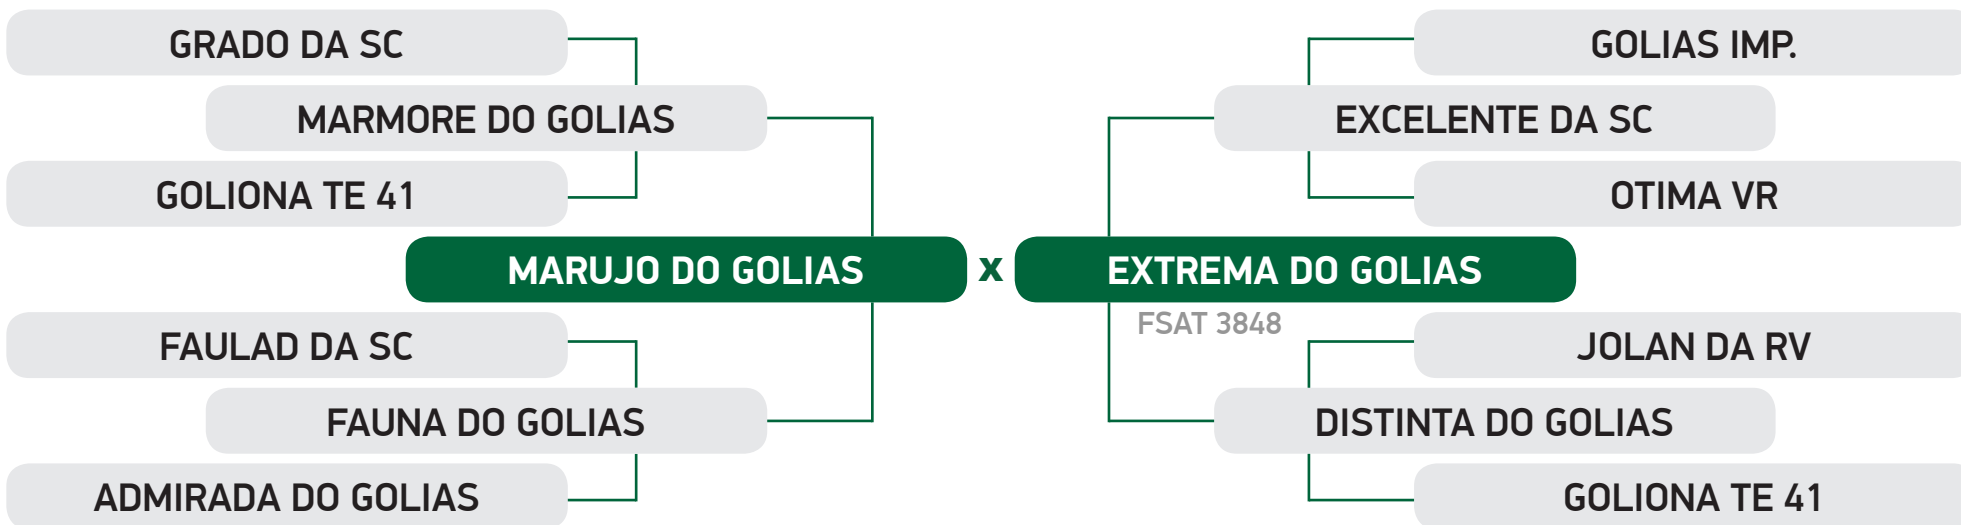 GRADO DA SC
GOLIAS IMP.
MARMORE DO GOLIAS
EXCELENTE DA SC
GOLIONA TE 41
OTIMA VR
MARUJO DO GOLIAS x EXTREMA DO GOLIAS
FSAT 3848
FAULAD DA SC
JOLAN DA RV
FAUNA DO GOLIAS
DISTINTA DO GOLIAS
ADMIRADA DO GOLIAS
GOLIONA TE 41